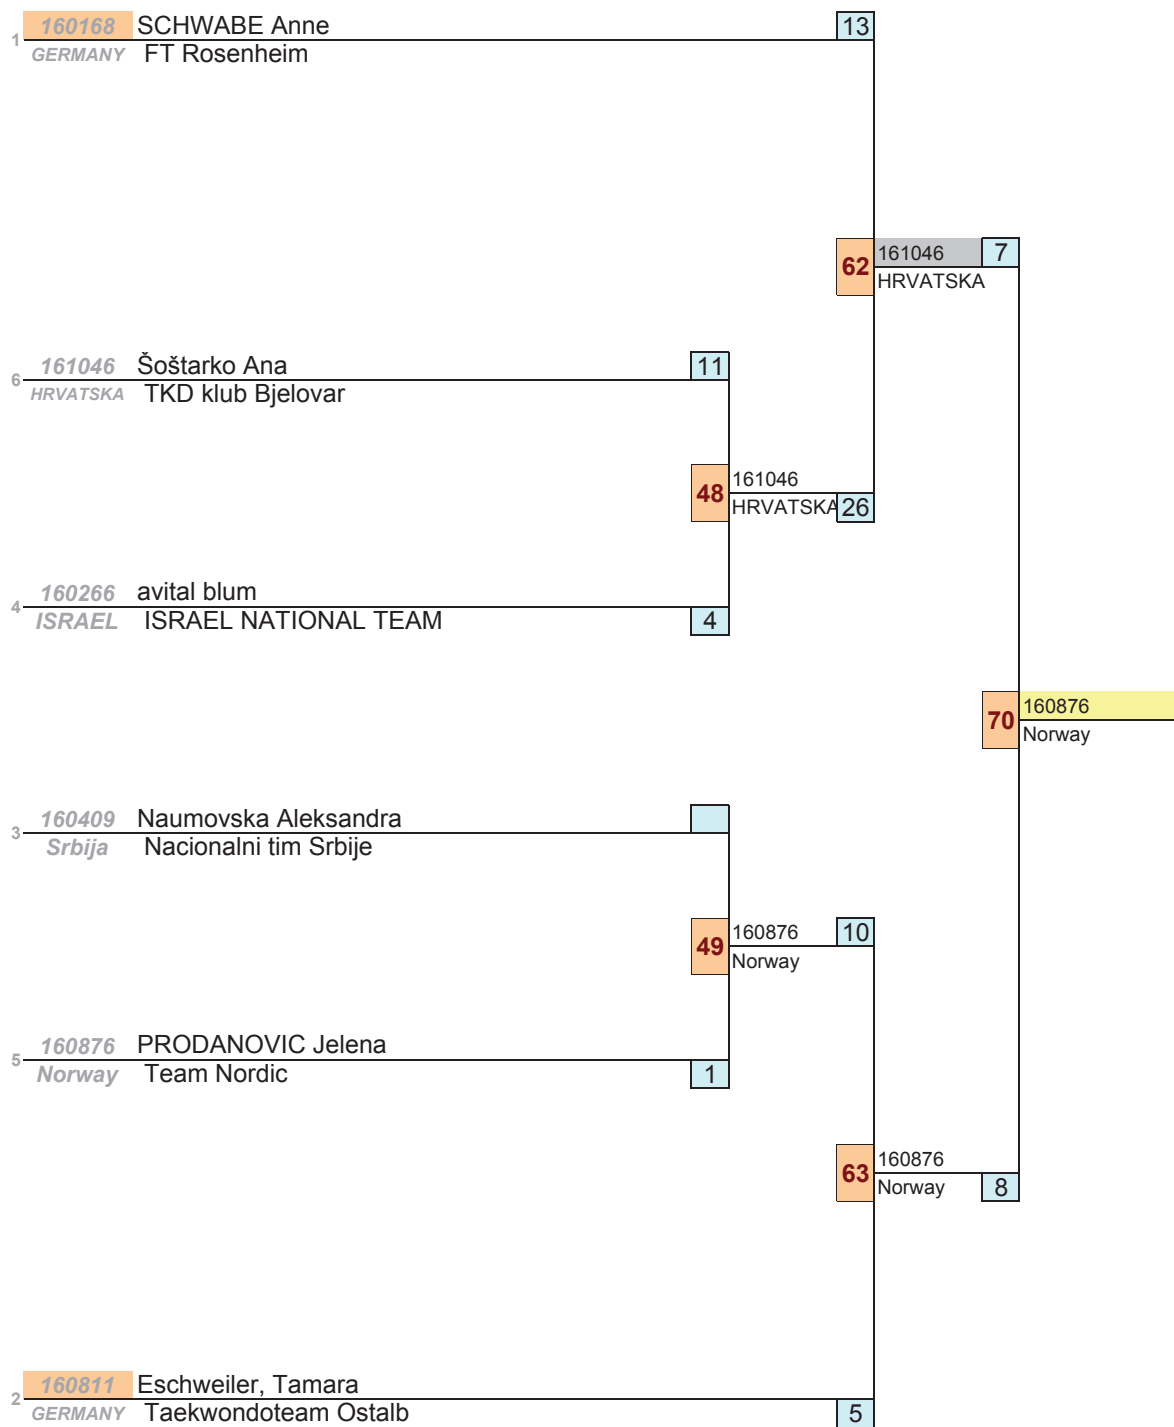 160168 SCHWABE Anne 13
1
GERMANY FT Rosenheim
62 161046 7
HRVATSKA
161046 Šoštarko Ana 11
6
HRVATSKA TKD klub Bjelovar
48 161046
HRVATSKA 26
160266 avital blum
4
ISRAEL ISRAEL NATIONAL TEAM 4
70 160876
Norway
160409 Naumovska Aleksandra
3
Srbija Nacionalni tim Srbije
49 160876 10
Norway
160876 PRODANOVIC Jelena
5
Norway Team Nordic 1
63 160876
Norway 8
160811 Eschweiler, Tamara
2
GERMANY Taekwondoteam Ostalb 5